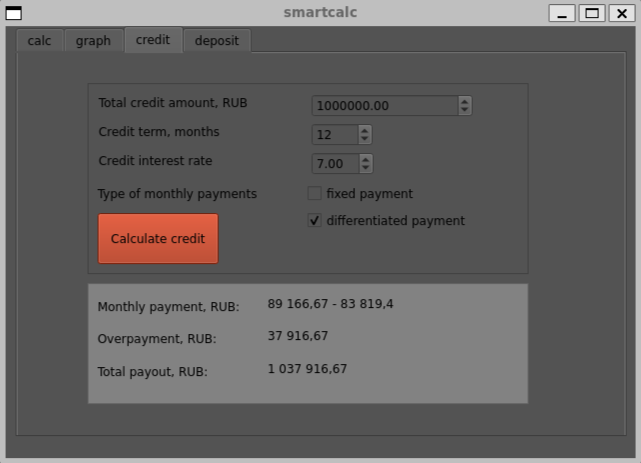 smartcalc
calc graph credit deposit
Total credit amount, RUB 1000000.00
Credit term, months 12
Credit interest rate 7.00
Type of monthly payments fixed payment
differentiated payment
Calculate credit
Monthly payment, RUB: 89 166,67 - 83 819,4
Overpayment, RUB: 37 916,67
Total payout, RUB: 1 037 916,67